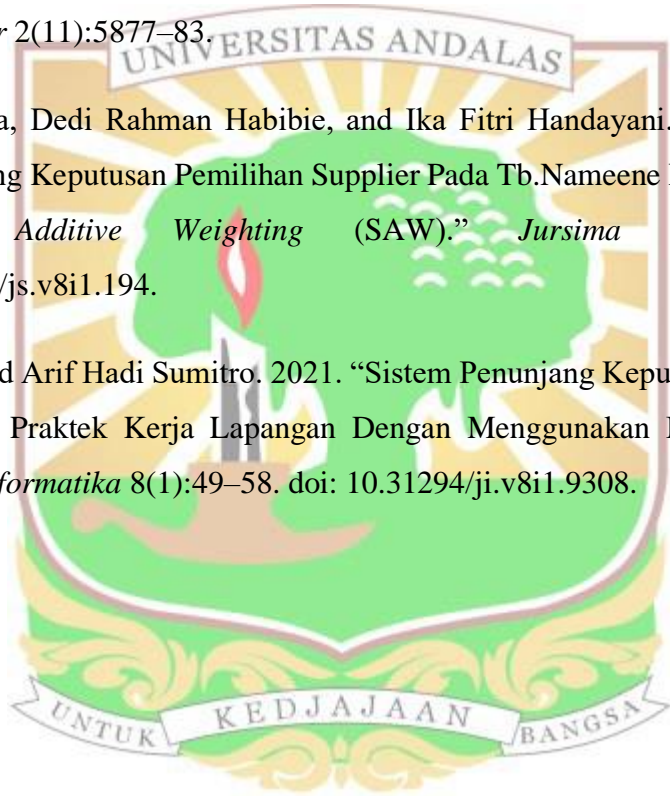 r 2(11):5877–83.
UNIVERSITAS ANDALAS
a, Dedi Rahman Habibie, and Ika Fitri Handayani.
ng Keputusan Pemilihan Supplier Pada Tb.Nameene
Additive Weighting (SAW).” Jursima
/js.v8i1.194.
d Arif Hadi Sumitro. 2021. “Sistem Penunjang Kepu
Praktek Kerja Lapangan Dengan Menggunakan
formatika 8(1):49–58. doi: 10.31294/ji.v8i1.9308.
UNTUK KEDJAJAAN BANGSA